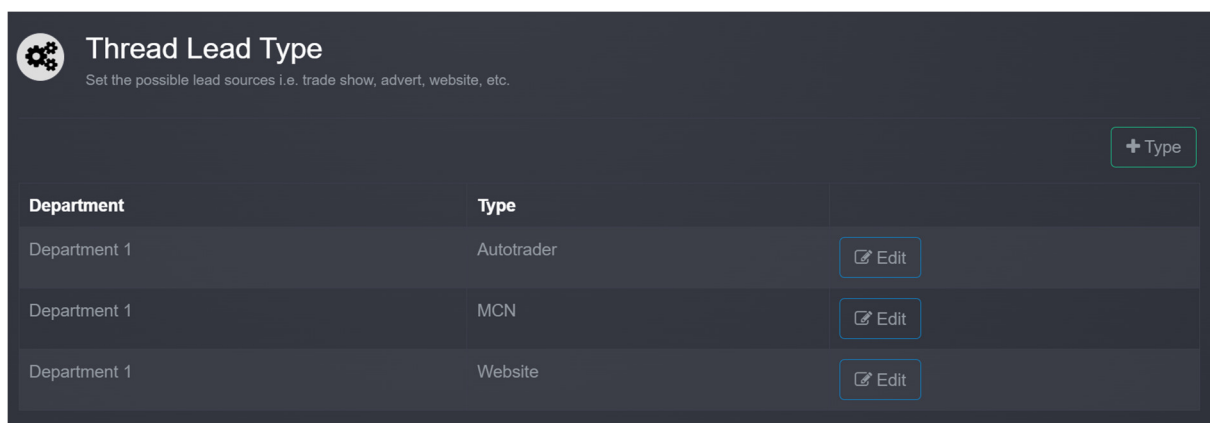 Thread Lead Type
Set the possible lead sources i.e. trade show, advert, website, etc.
+ Type
Department Type
Department 1 Autotrader Edit
Department 1 MCN Edit
Department 1 Website Edit